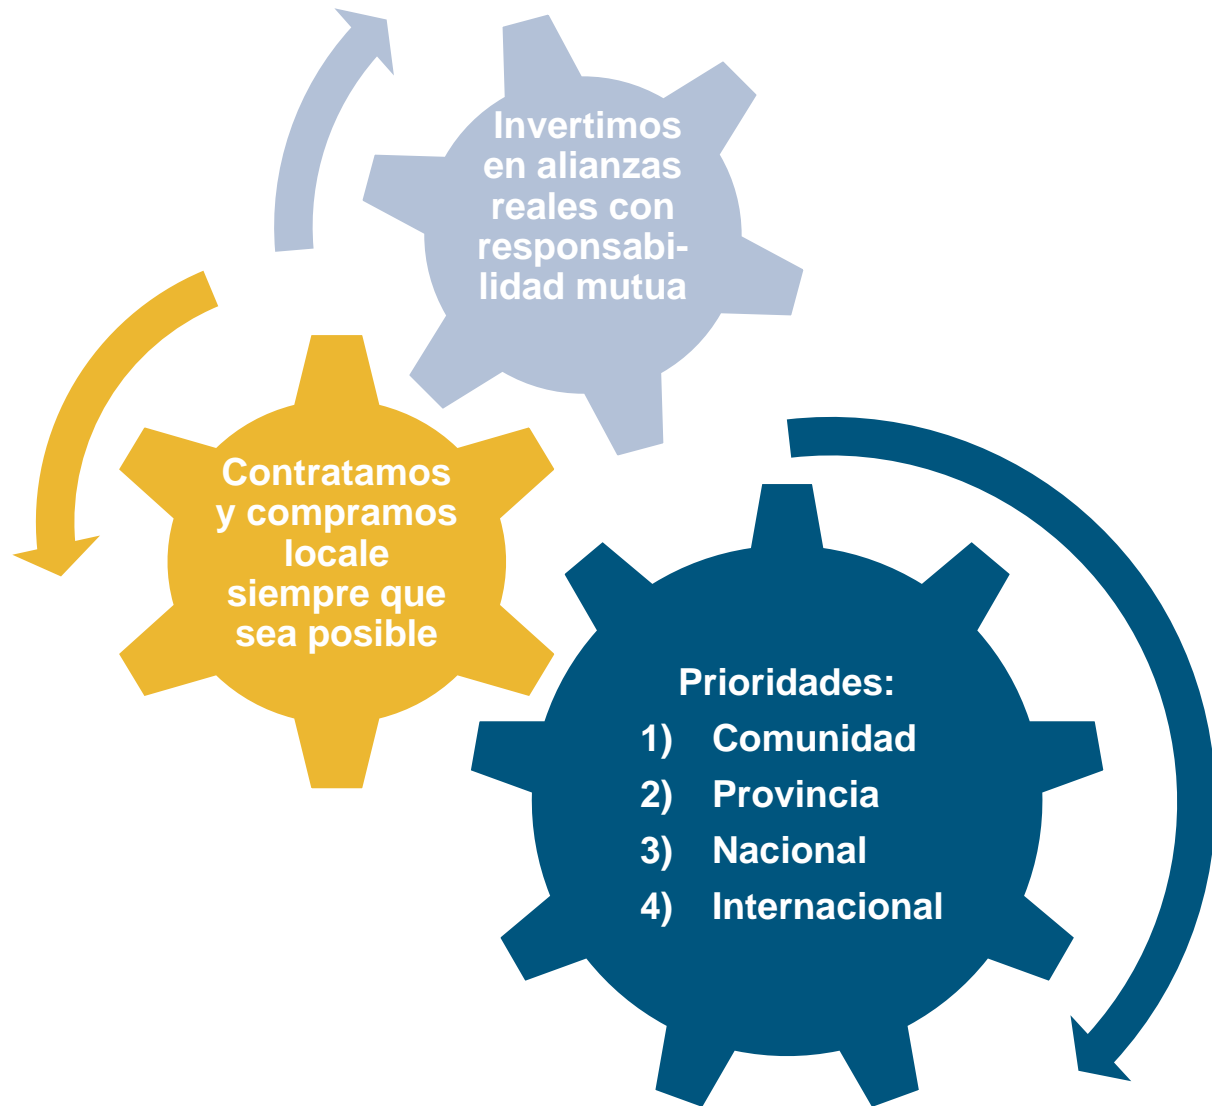 Invertimos
en alianzas
reales con
responsabi-
lidad mutua
Contratamos
y compramos
locale
siempre que
sea posible
Prioridades:
1) Comunidad
2) Provincia
3) Nacional
4) Internacional